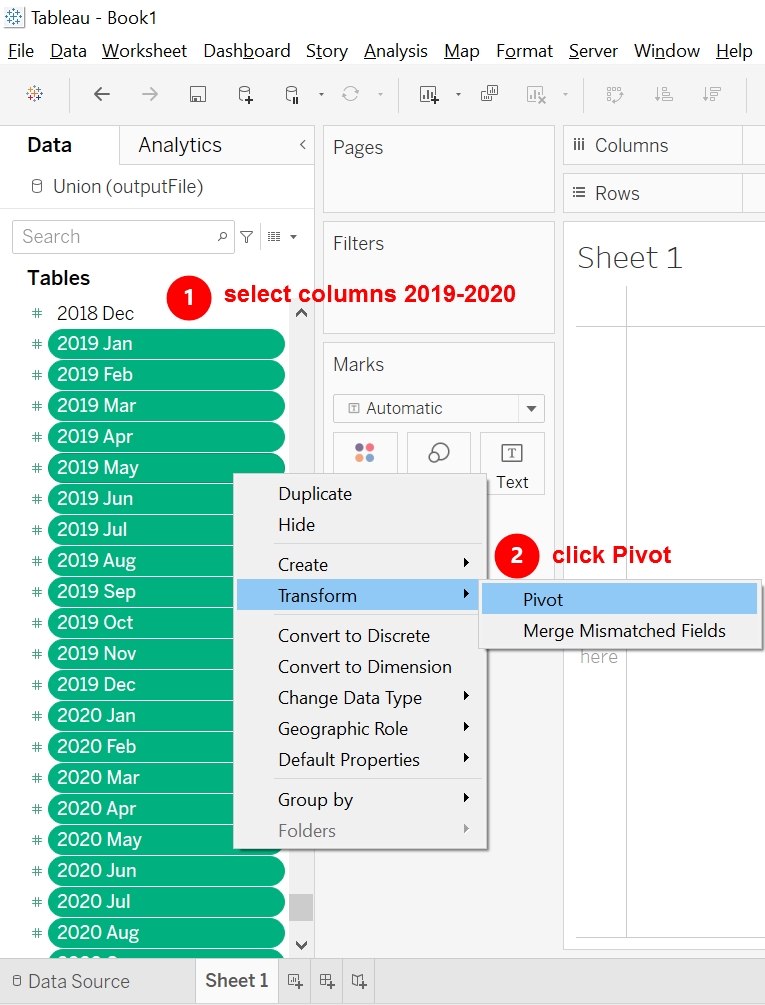 Tableau - Book1
File Data Worksheet Dashboard Story Analysis Map Format Server Window Help
Data Analytics
Union (outputFile)
Search
Tables
Pages
Columns
Rows
Filters
Sheet 1
1 select columns 2019-2020
Marks
Automatic
Text
2018 Dec
2019 Jan
2019 Feb
2019 Mar
2019 Apr
2019 May
2019 Jun
2019 Jul
2019 Aug
2019 Sep
2019 Oct
2019 Nov
2019 Dec
2020 Jan
2020 Feb
2020 Mar
2020 Apr
2020 May
2020 Jun
2020 Jul
2020 Aug
Duplicate
Hide
Create
Transform
Convert to Discrete
Convert to Dimension
Change Data Type
Geographic Role
Default Properties
Group by
Folders
2 click Pivot
Pivot
Merge Mismatched Fields
here
Data Source Sheet 1